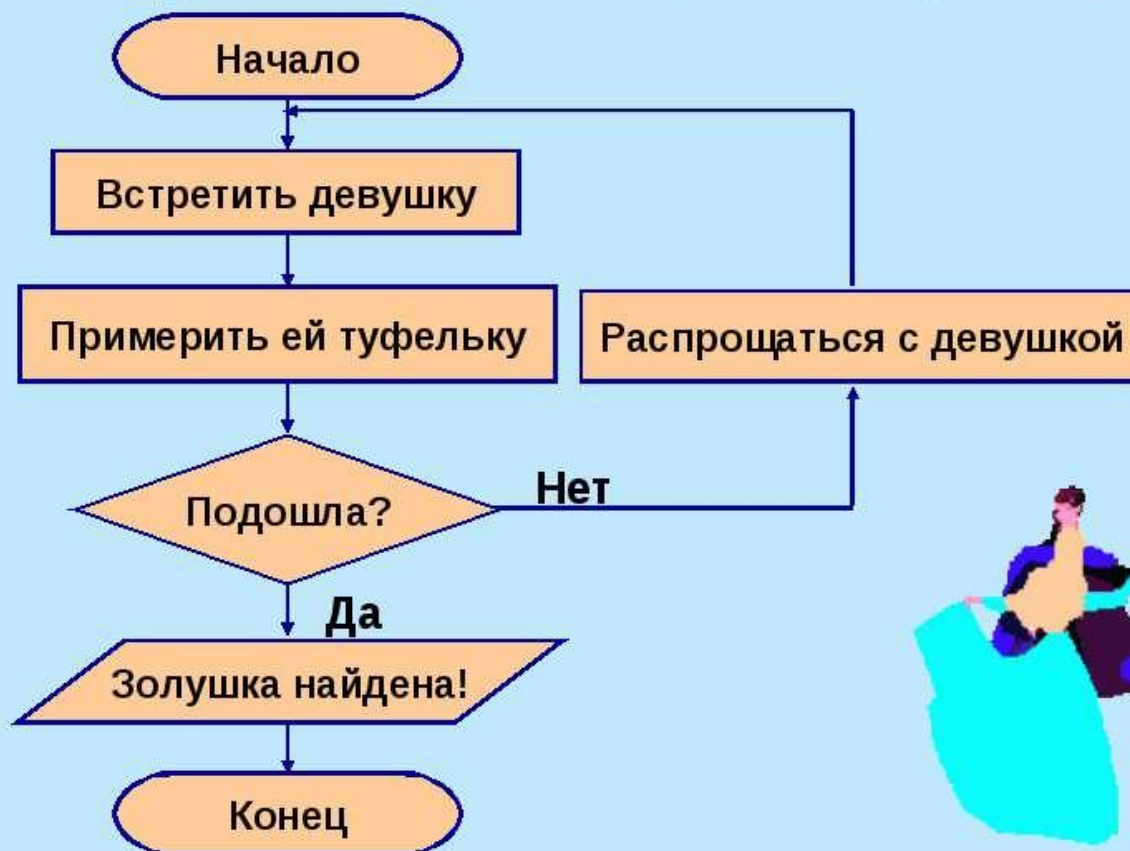 Начало
Встретить девушку
Примерить ей туфельку
Распрощаться с девушкой
Подошла?
Нет
Да
Золушка найдена!
Конец